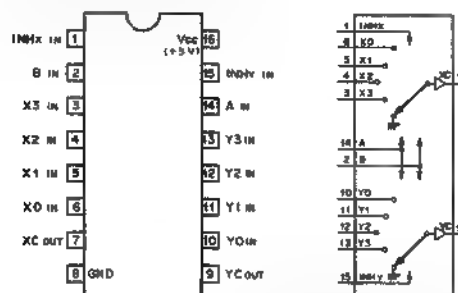 INHx IN 1
B IN 2
X3 IN 3
X2 IN 4
X1 IN 5
X0 IN 6
XC OUT 7
8 GND
Vcc 16
(+5V)
15 INHY IN
14 A IN
13 Y3 IN
12 Y2 IN
11 Y1 IN
10 Y0 IN
9 YC OUT
1 INHX
6 X0
5 X1
4 X2
3 X3
XC
14 A
2 B
10 Y0
11 Y1
12 Y2
13 Y3
YC
15 INHY